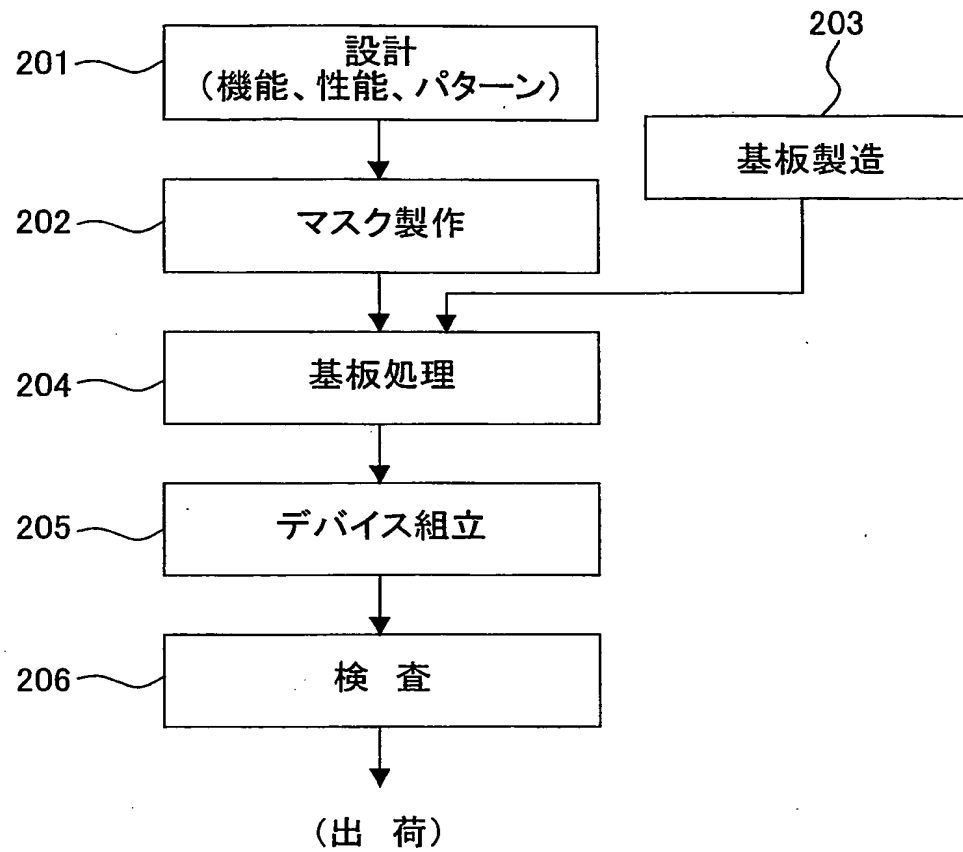 201
設計
(機能、性能、パターン)
203
基板製造
202
マスク製作
204
基板処理
205
デバイス組立
206
検 査
(出 荷)